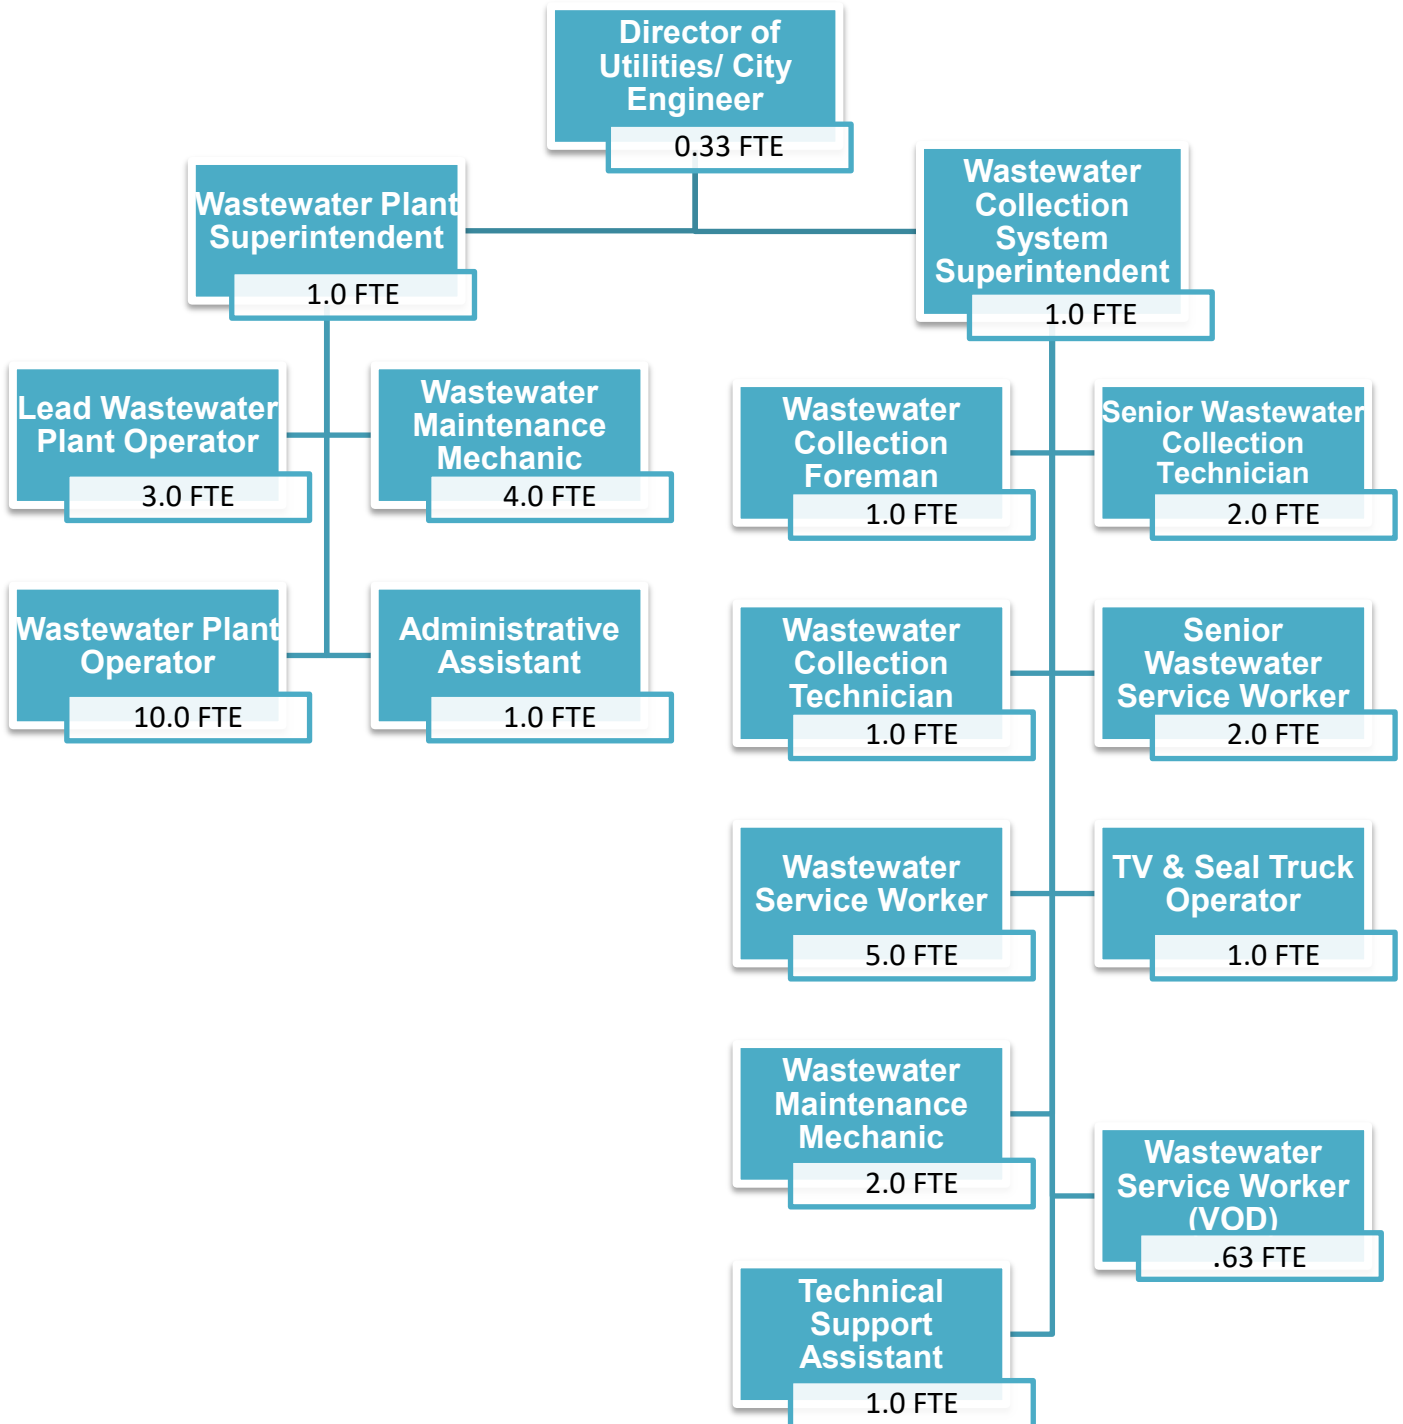 Director of
Utilities/ City
Engineer
0.33 FTE
Wastewater Plant
Superintendent
1.0 FTE
Wastewater
Collection
System
Superintendent
1.0 FTE
Lead Wastewater
Plant Operator
3.0 FTE
Wastewater
Maintenance
Mechanic
4.0 FTE
Wastewater Plant
Operator
10.0 FTE
Administrative
Assistant
1.0 FTE
Wastewater
Collection
Foreman
1.0 FTE
Senior Wastewater
Collection
Technician
2.0 FTE
Wastewater
Collection
Technician
1.0 FTE
Senior
Wastewater
Service Worker
2.0 FTE
Wastewater
Service Worker
5.0 FTE
TV & Seal Truck
Operator
1.0 FTE
Wastewater
Maintenance
Mechanic
2.0 FTE
Wastewater
Service Worker
(VOD)
.63 FTE
Technical
Support
Assistant
1.0 FTE